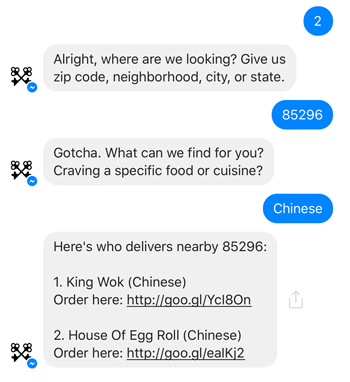 2
Alright, where are we looking? Give us
zip code, neighborhood, city, or state.
85296
Gotcha. What can we find for you?
Craving a specific food or cuisine?
Chinese
Here's who delivers nearby 85296:
1. King Wok (Chinese)
Order here: http://goo.gl/YcI8On
2. House Of Egg Roll (Chinese)
Order here: http://goo.gl/ealKj2